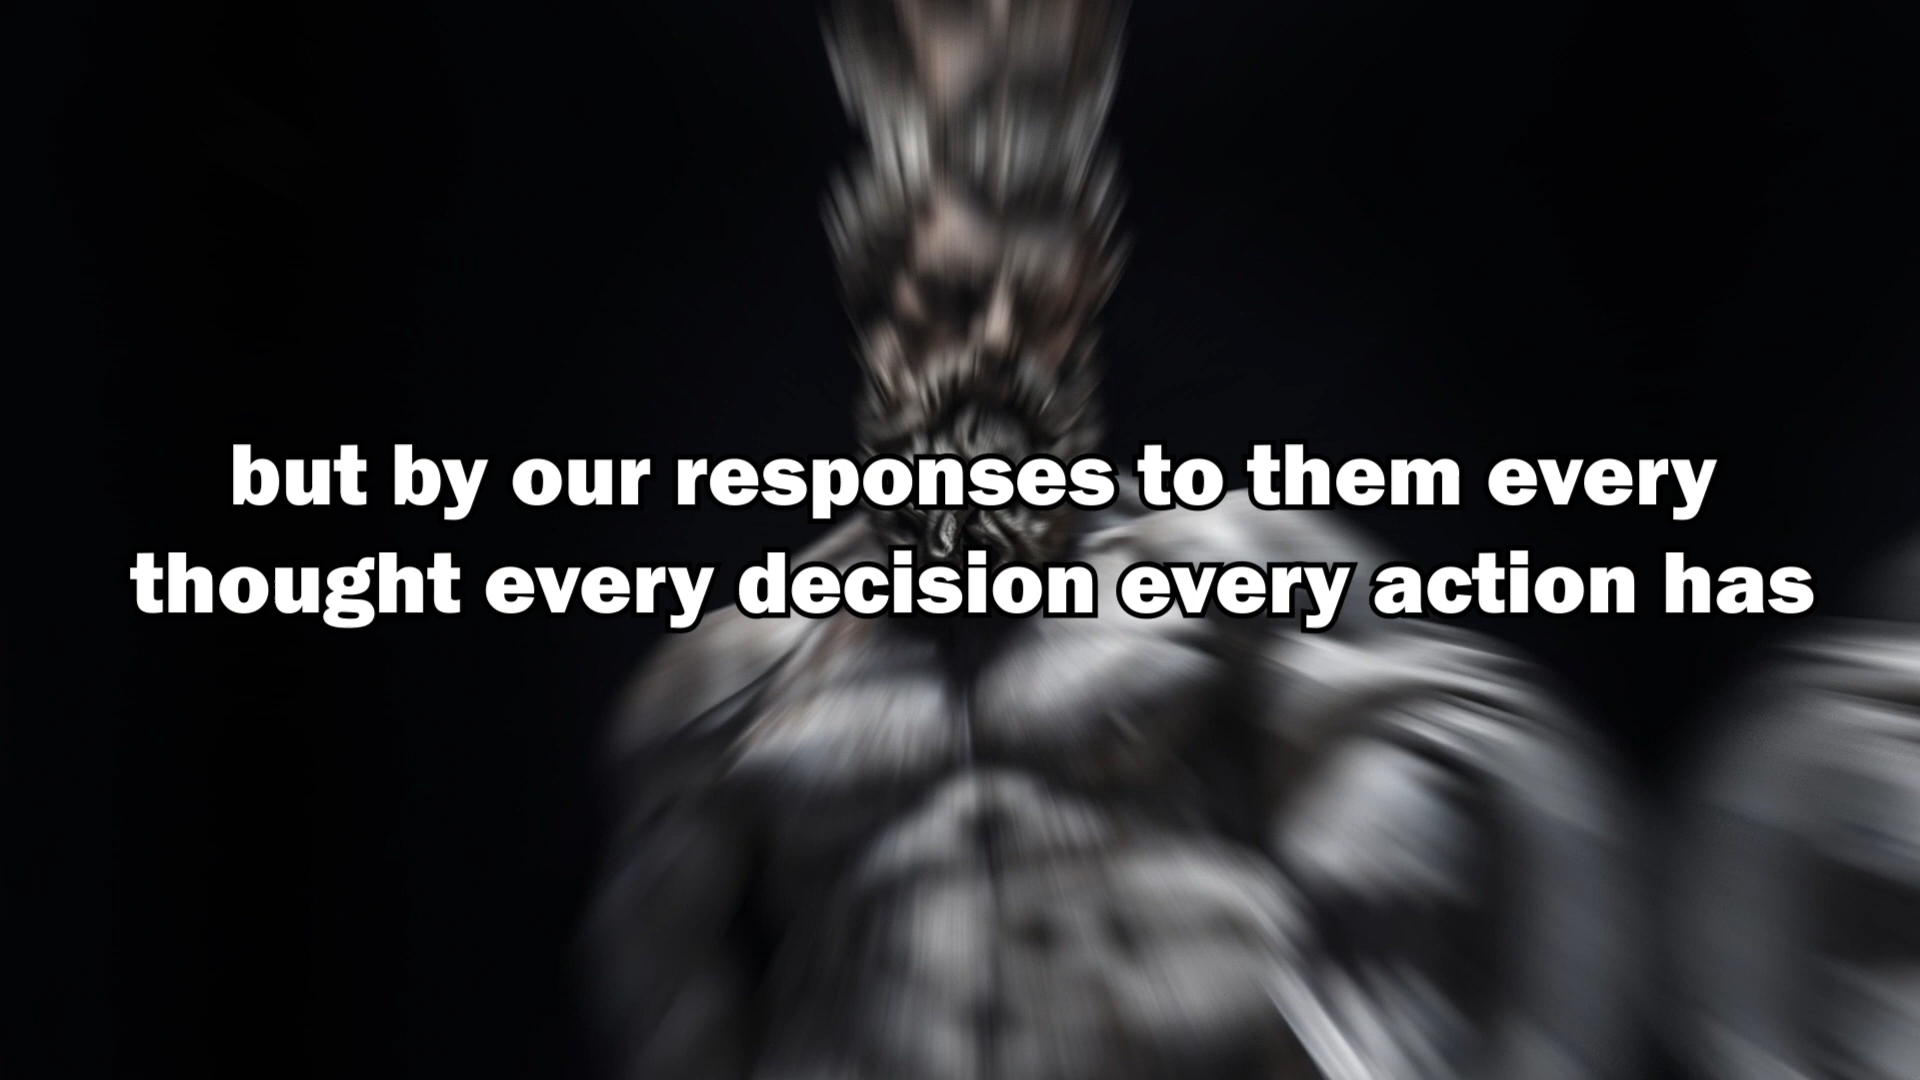 but by our responses to them every
thought every decision every action has